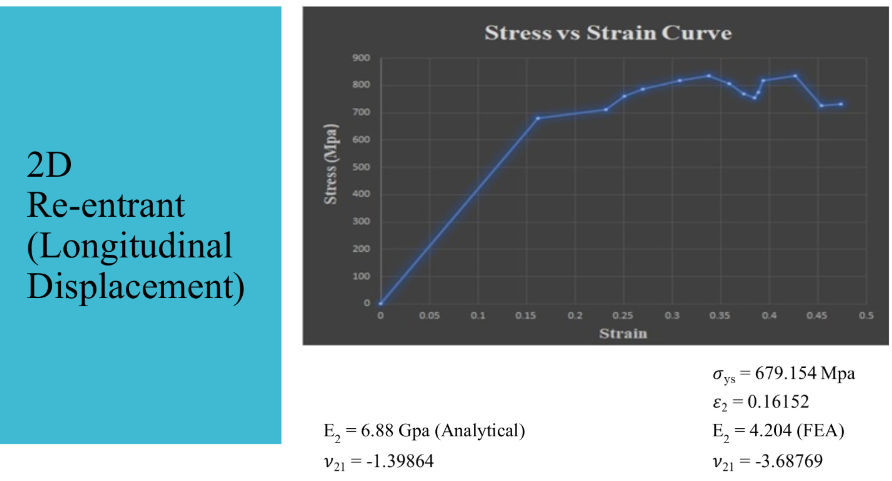 2D
Re-entrant
(Longitudinal
Displacement)
Stress vs Strain Curve
Stress (Mpa)
900
800
700
600
500
400
300
200
100
0
0 0.05 0.1 0.15 0.2 0.25 0.3 0.35 0.4 0.45 0.5
Strain
σys = 679.154 Mpa
ε2 = 0.16152
E2 = 6.88 Gpa (Analytical)
E2 = 4.204 (FEA)
ν21 = -1.39864
ν21 = -3.68769